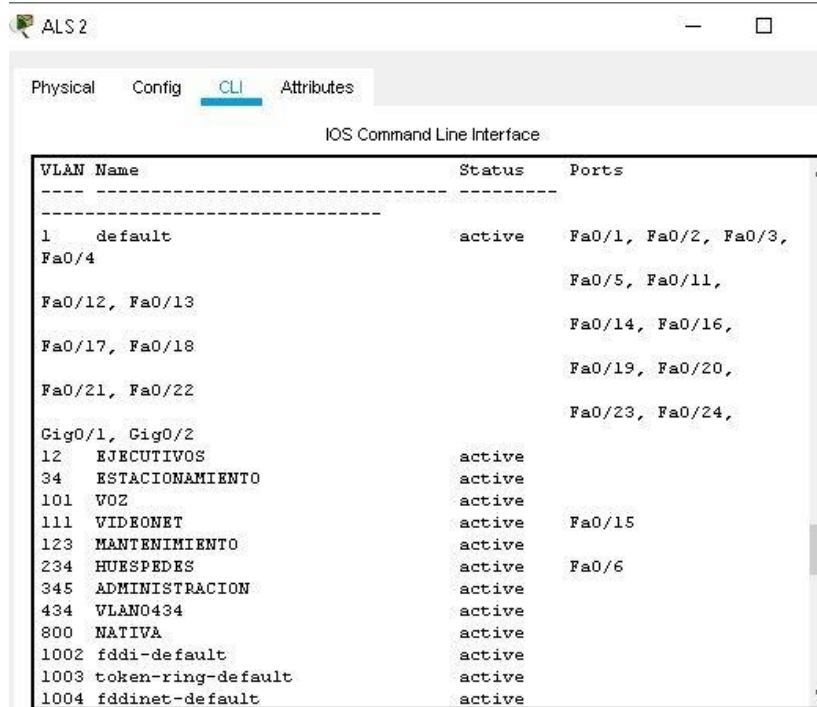 ALS 2
Physical Config CLI Attributes
IOS Command Line Interface
VLAN Name Status Ports
---- -------------------------------- ---------
-------------------------------
1 default active Fa0/1, Fa0/2, Fa0/3,
Fa0/4
Fa0/5, Fa0/11,
Fa0/12, Fa0/13
Fa0/14, Fa0/16,
Fa0/17, Fa0/18
Fa0/19, Fa0/20,
Fa0/21, Fa0/22
Fa0/23, Fa0/24,
Gig0/1, Gig0/2
12 EJECUTIVOS active
34 ESTACIONAMIENTO active
101 VOZ active
111 VIDEONET active Fa0/15
123 MANTENIMIENTO active
234 HUESPEDES active Fa0/6
345 ADMINISTRACION active
434 VLAN0434 active
800 NATIVA active
1002 fddi-default active
1003 token-ring-default active
1004 fddinet-default active